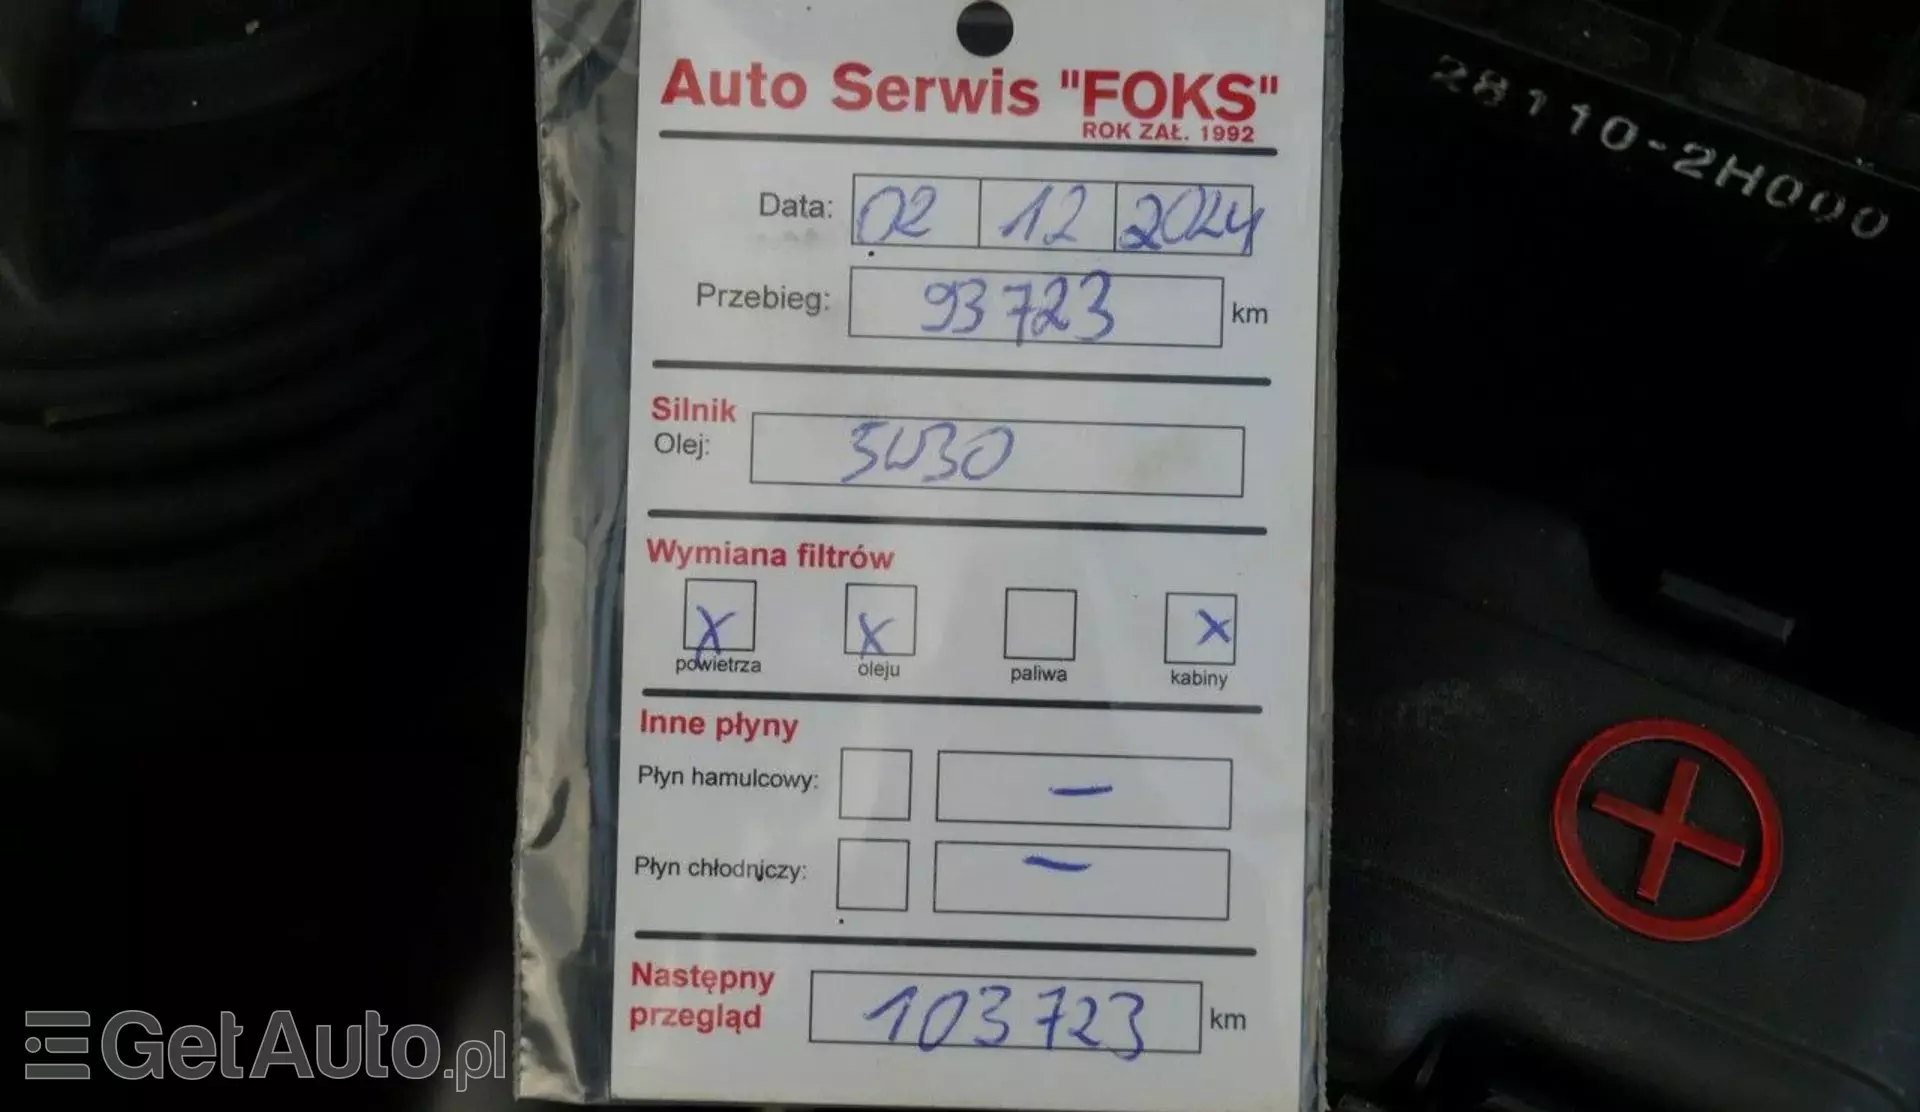 Auto Serwis "FOKS"
ROK ZAŁ. 1992
Data: 02 12 2024
Przebieg: 93723 km
Silnik
Olej: 5W30
Wymiana filtrów
X X X
powietrza oleju paliwa kabiny
Inne płyny
Płyn hamulcowy: —
Płyn chłodniczy: —
Następny
przegląd 103723 km
28110-2H000
GetAuto.pl